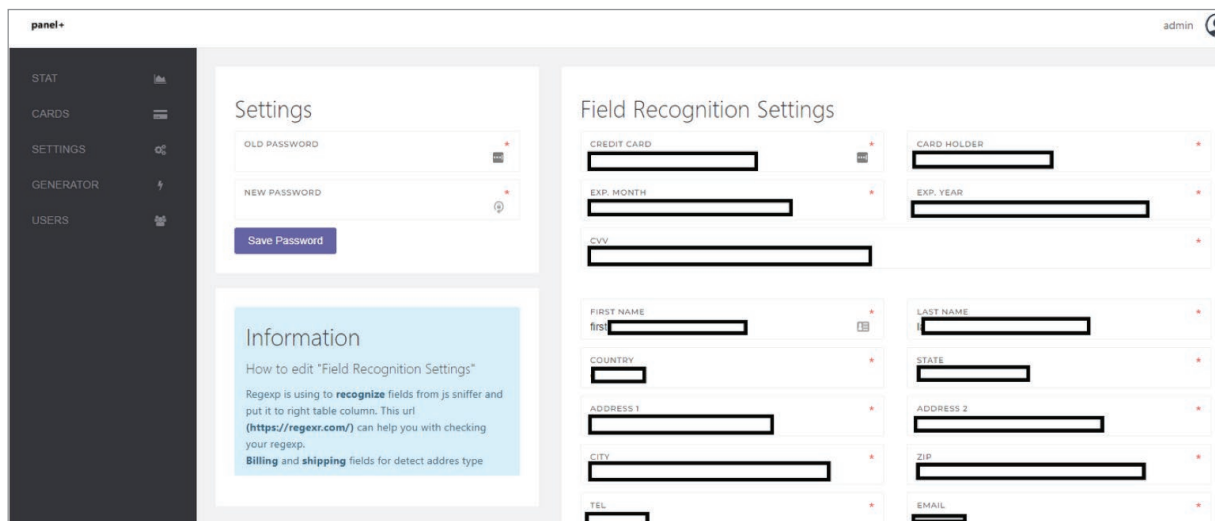 panel+
admin
STAT
CARDS
SETTINGS
GENERATOR
USERS
Settings
OLD PASSWORD *
NEW PASSWORD *
Save Password
Information
How to edit "Field Recognition Settings"
Regexp is using to recognize fields from js sniffer and
put it to right table column. This url
(https://regexr.com/) can help you with checking
your regexp.
Billing and shipping fields for detect addres type
Field Recognition Settings
CREDIT CARD *
CARD HOLDER *
EXP. MONTH *
EXP. YEAR *
CVV *
FIRST NAME *
first
LAST NAME *
COUNTRY *
STATE *
ADDRESS 1 *
ADDRESS 2 *
CITY *
ZIP *
TEL *
EMAIL *